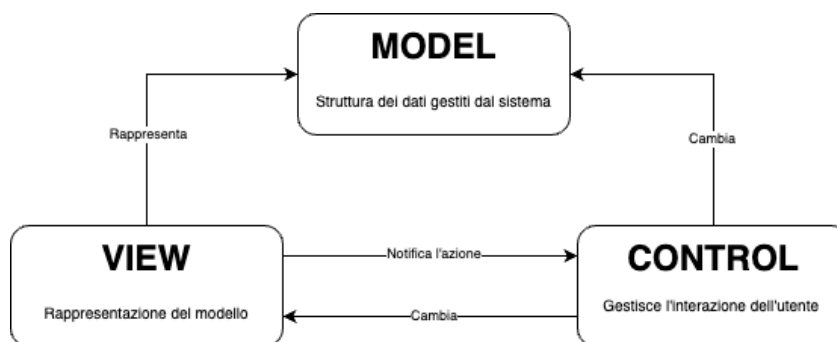 MODEL
Struttura dei dati gestiti dal sistema
Rappresenta
Cambia
VIEW
Rappresentazione del modello
Notifica l'azione
Cambia
CONTROL
Gestisce l'interazione dell'utente